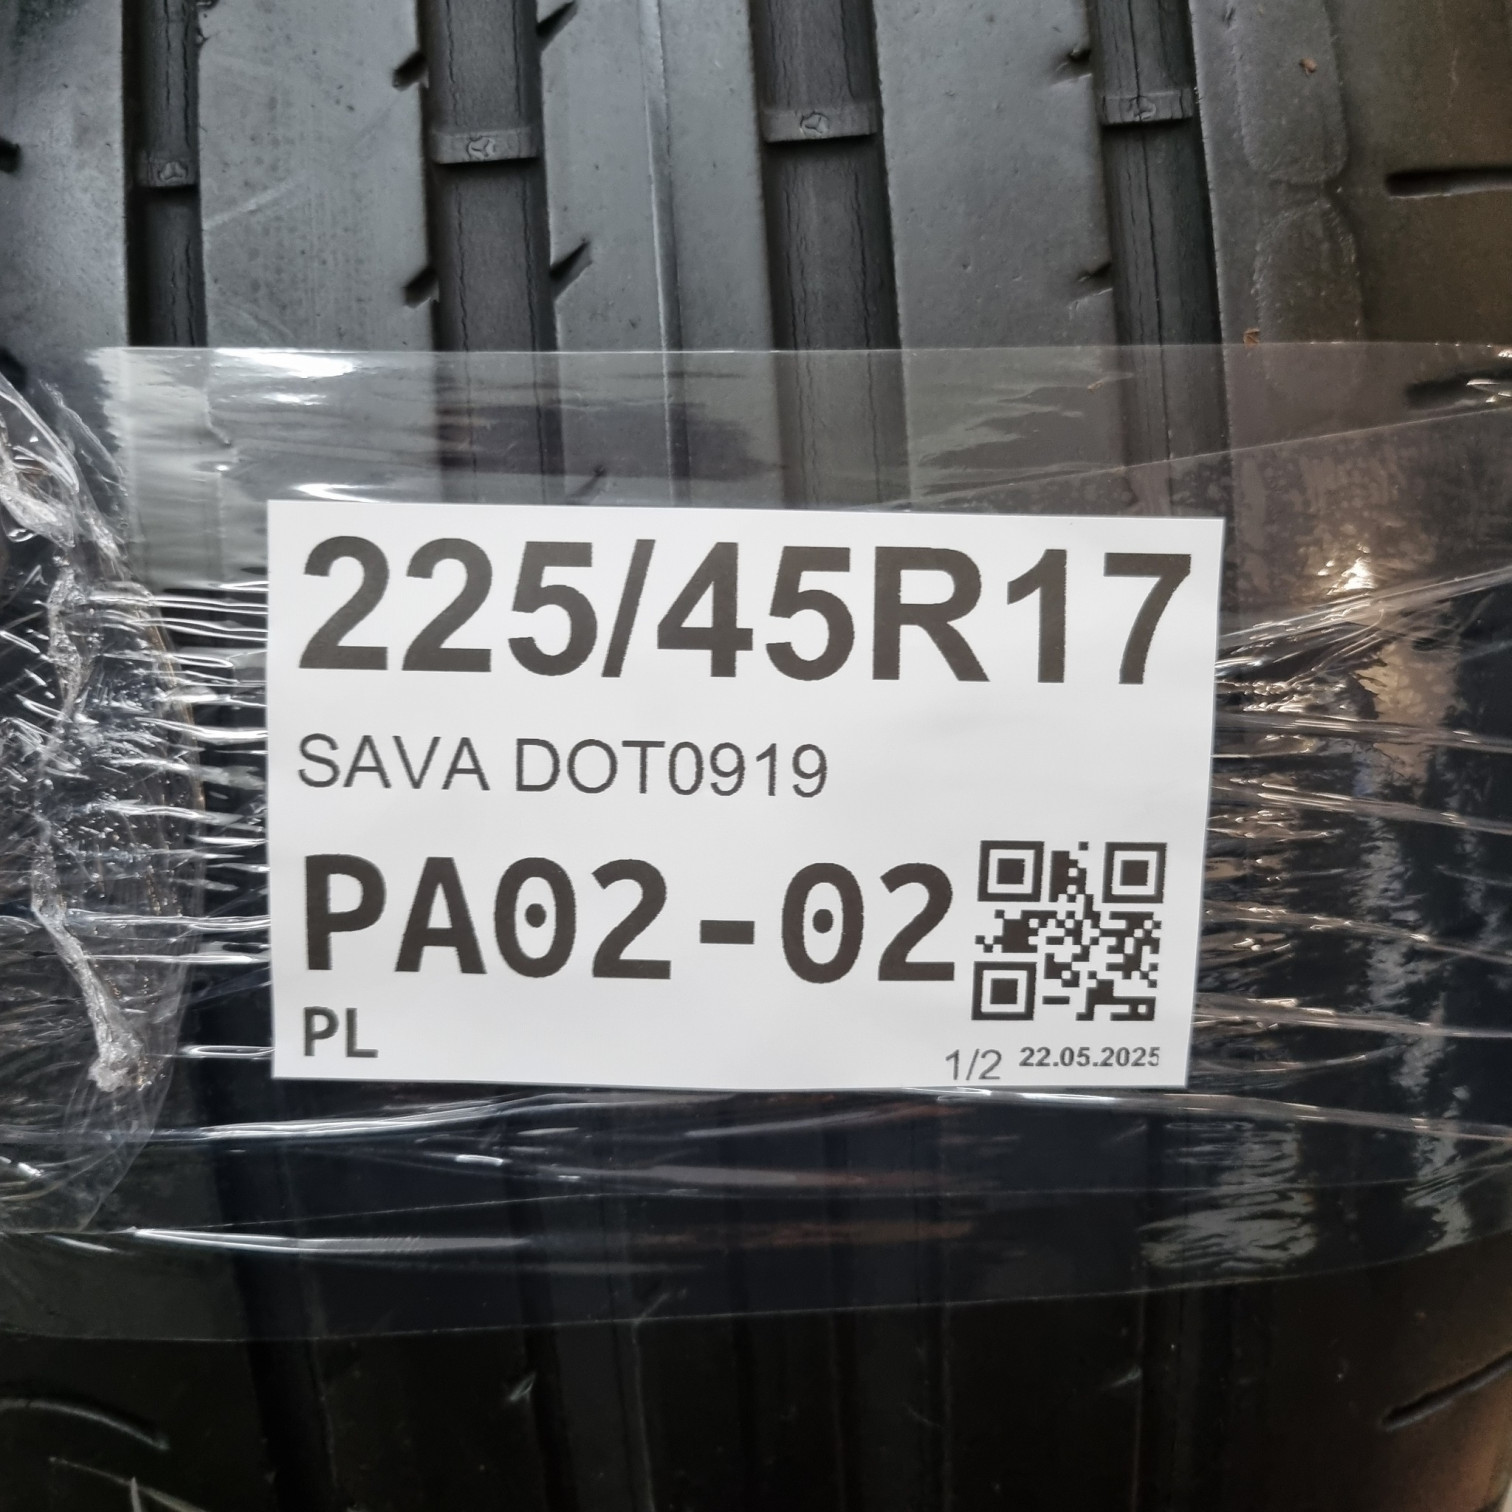 225/45R17
SAVA DOT0919
PA02-02
PL
1/2 22.05.2025